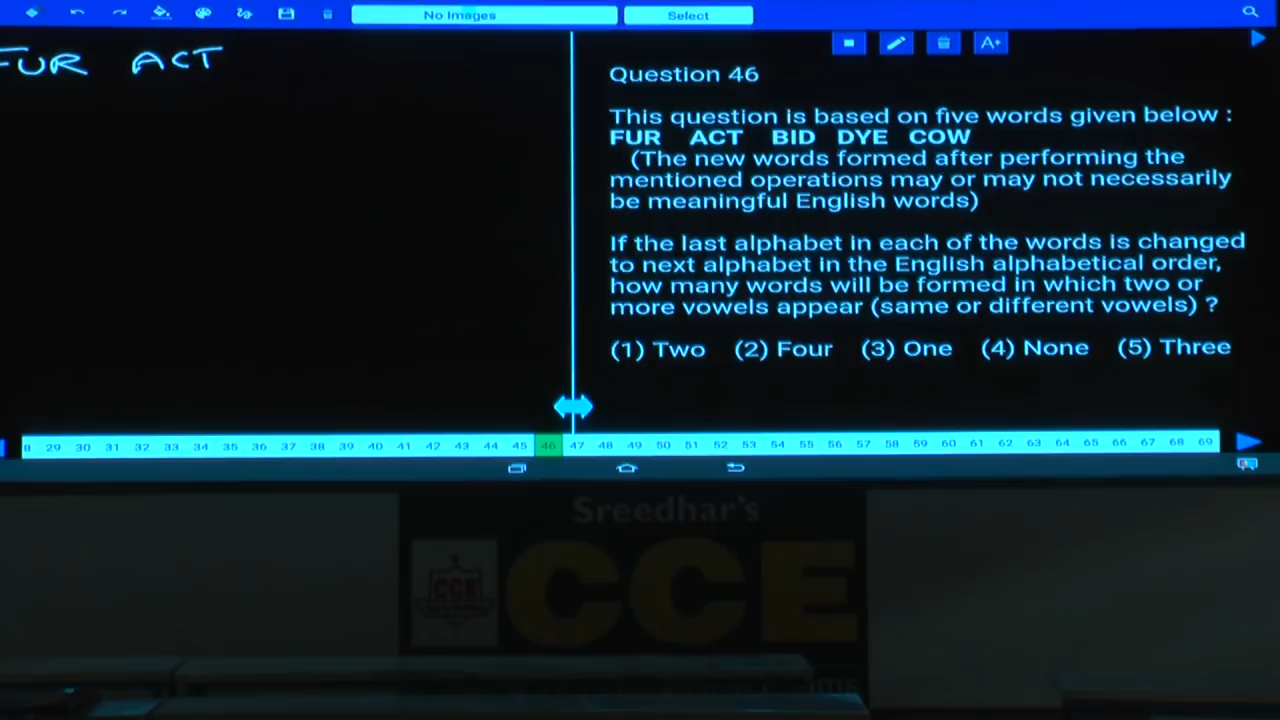 No Images
Select
A+
FUR ACT
Question 46
This question is based on five words given below :
FUR ACT BID DYE COW
(The new words formed after performing the
mentioned operations may or may not necessarily
be meaningful English words)
If the last alphabet in each of the words is changed
to next alphabet in the English alphabetical order,
how many words will be formed in which two or
more vowels appear (same or different vowels) ?
(1) Two (2) Four (3) One (4) None (5) Three
8 29 30 31 32 33 34 35 36 37 38 39 40 41 42 43 44 45 46 47 48 49 50 51 52 53 54 55 56 57 58 59 60 61 62 63 64 65 66 67 68 69
Sreedhar's
CCE
CCE